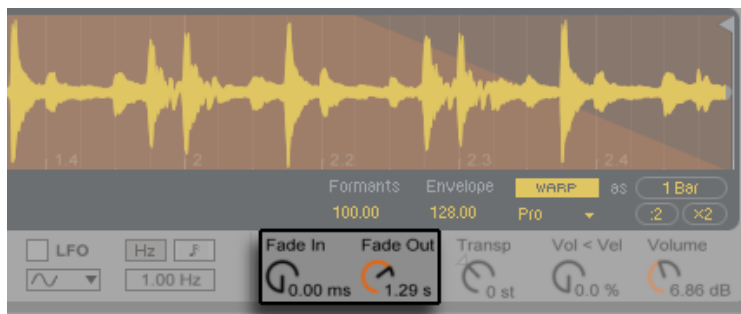 1.4 2 2.2 2.3 2.4
Formants Envelope WARP as 1 Bar
100.00 128.00 Pro :2 ×2
LFO Hz Fade In Fade Out Transp Vol < Vel Volume
1.00 Hz 0.00 ms 1.29 s 0 st 0.0 % 6.86 dB